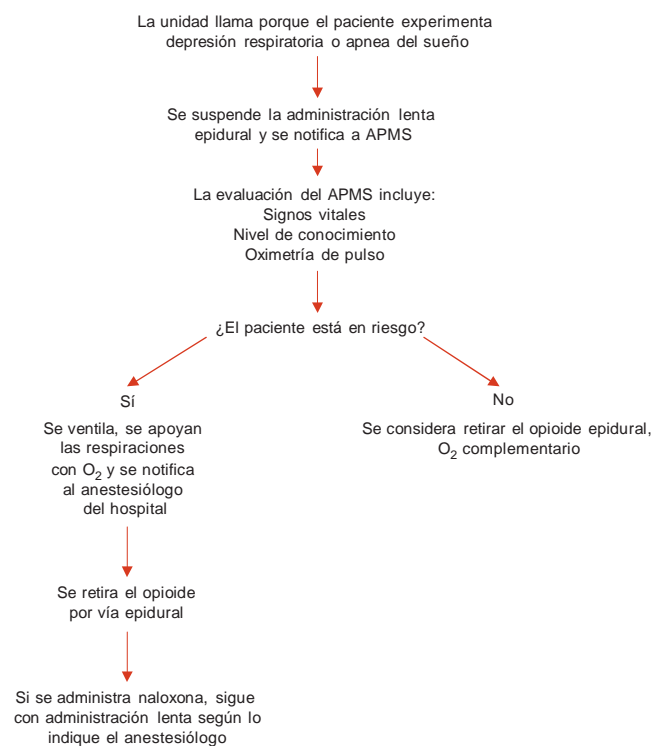 La unidad llama porque el paciente experimenta
depresión respiratoria o apnea del sueño
Se suspende la administración lenta
epidural y se notifica a APMS
La evaluación del APMS incluye:
Signos vitales
Nivel de conocimiento
Oximetría de pulso
¿El paciente está en riesgo?
Sí
Se ventila, se apoyan
las respiraciones
con O₂ y se notifica
al anestesiólogo
del hospital
Se retira el opioide
por vía epidural
Si se administra naloxona, sigue
con administración lenta según lo
indique el anestesiólogo
No
Se considera retirar el opioide epidural,
O₂ complementario